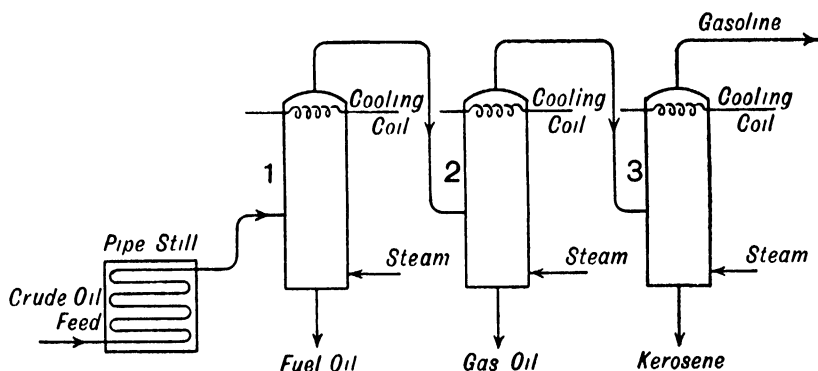 Gasoline
Cooling
Coil
Cooling
Coil
Cooling
Coil
1
2
3
Pipe Still
Steam
Steam
Steam
Crude Oil
Feed
Fuel Oil
Gas Oil
Kerosene